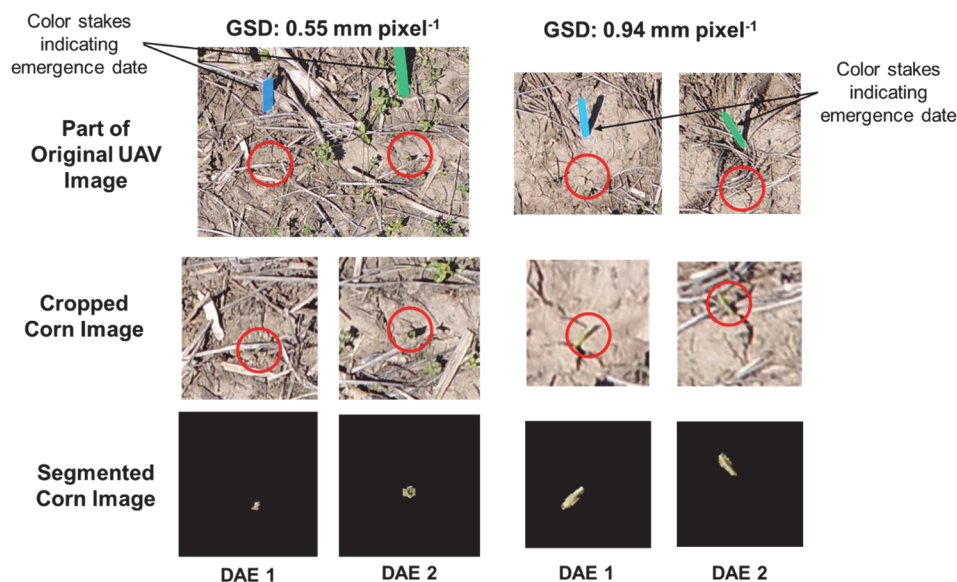 Color stakes
indicating
emergence date
GSD: 0.55 mm pixel-1
GSD: 0.94 mm pixel-1
Color stakes
indicating
emergence date
Part of
Original UAV
Image
Cropped
Corn Image
Segmented
Corn Image
DAE 1
DAE 2
DAE 1
DAE 2